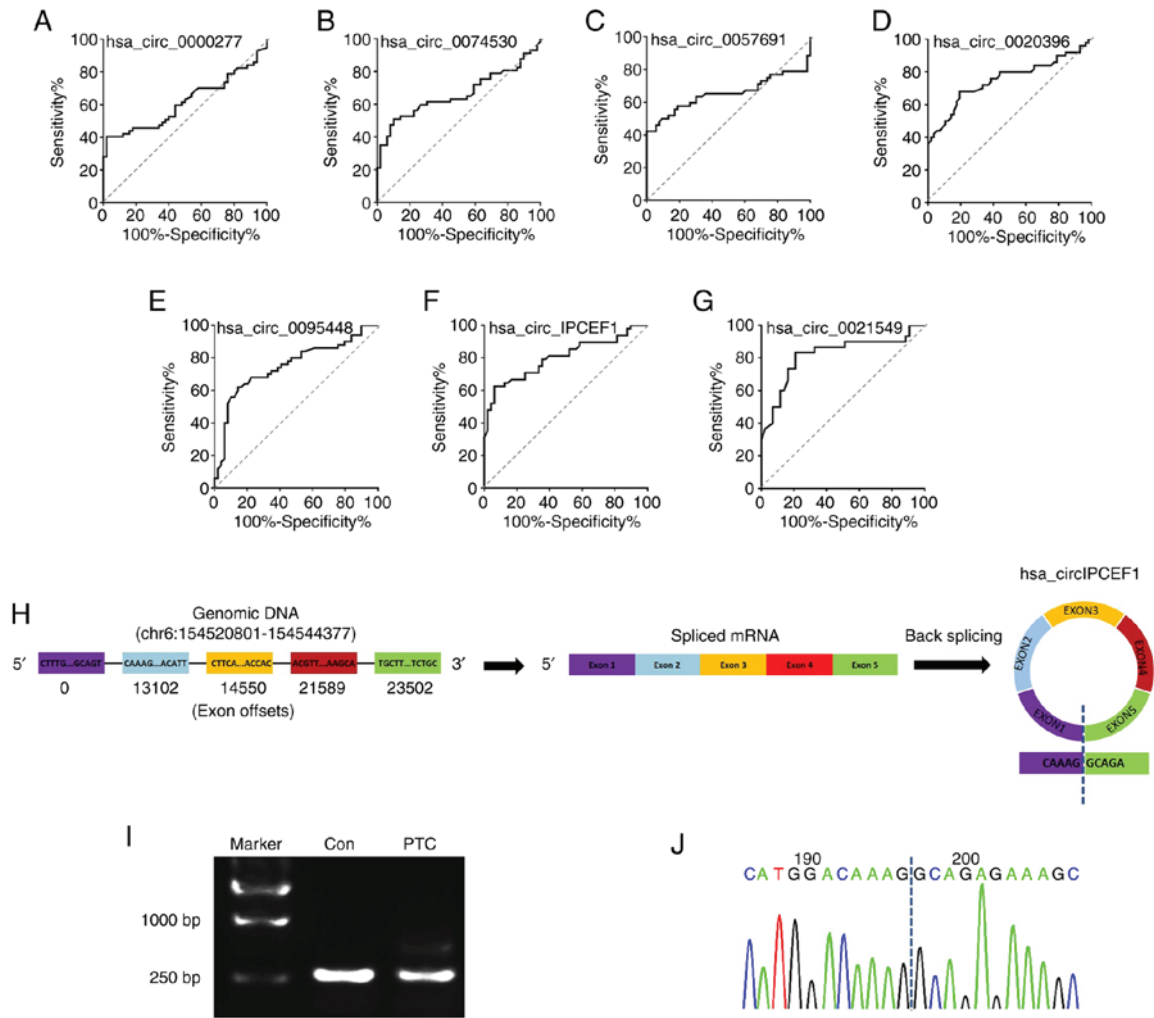 A
hsa_circ_0000277
100
80
60
40
20
0
Sensitivity%
0 20 40 60 80 100
100%-Specificity%
B
hsa_circ_0074530
100
80
60
40
20
0
Sensitivity%
0 20 40 60 80 100
100%-Specificity%
C
hsa_circ_0057691
100
80
60
40
20
0
Sensitivity%
0 20 40 60 80 100
100%-Specificity%
D
hsa_circ_0020396
100
80
60
40
20
0
Sensitivity%
0 20 40 60 80 100
100%-Specificity%
E
hsa_circ_0095448
100
80
60
40
20
0
Sensitivity%
0 20 40 60 80 100
100%-Specificity%
F
hsa_circ_IPCEF1
100
80
60
40
20
0
Sensitivity%
0 20 40 60 80 100
100%-Specificity%
G
hsa_circ_0021549
100
80
60
40
20
0
Sensitivity%
0 20 40 60 80 100
100%-Specificity%
H
Genomic DNA
(chr6:154520801-154544377)
5′ CTTTG...GCAGT CAAAG...ACATT CTTCA...ACCAC ACGTT...AAGCA TGCTT...TCTGC 3′
0 13102 14550 21589 23502
(Exon offsets)
Spliced mRNA
5′ Exon 1 Exon 2 Exon 3 Exon 4 Exon 5
Back splicing
hsa_circIPCEF1
EXON3
EXON2
EXON4
EXON1
EXON5
CAAAG GCAGA
I
Marker Con PTC
1000 bp
250 bp
J
190 200
CATGGACAAAGGCAGAGAAAGC